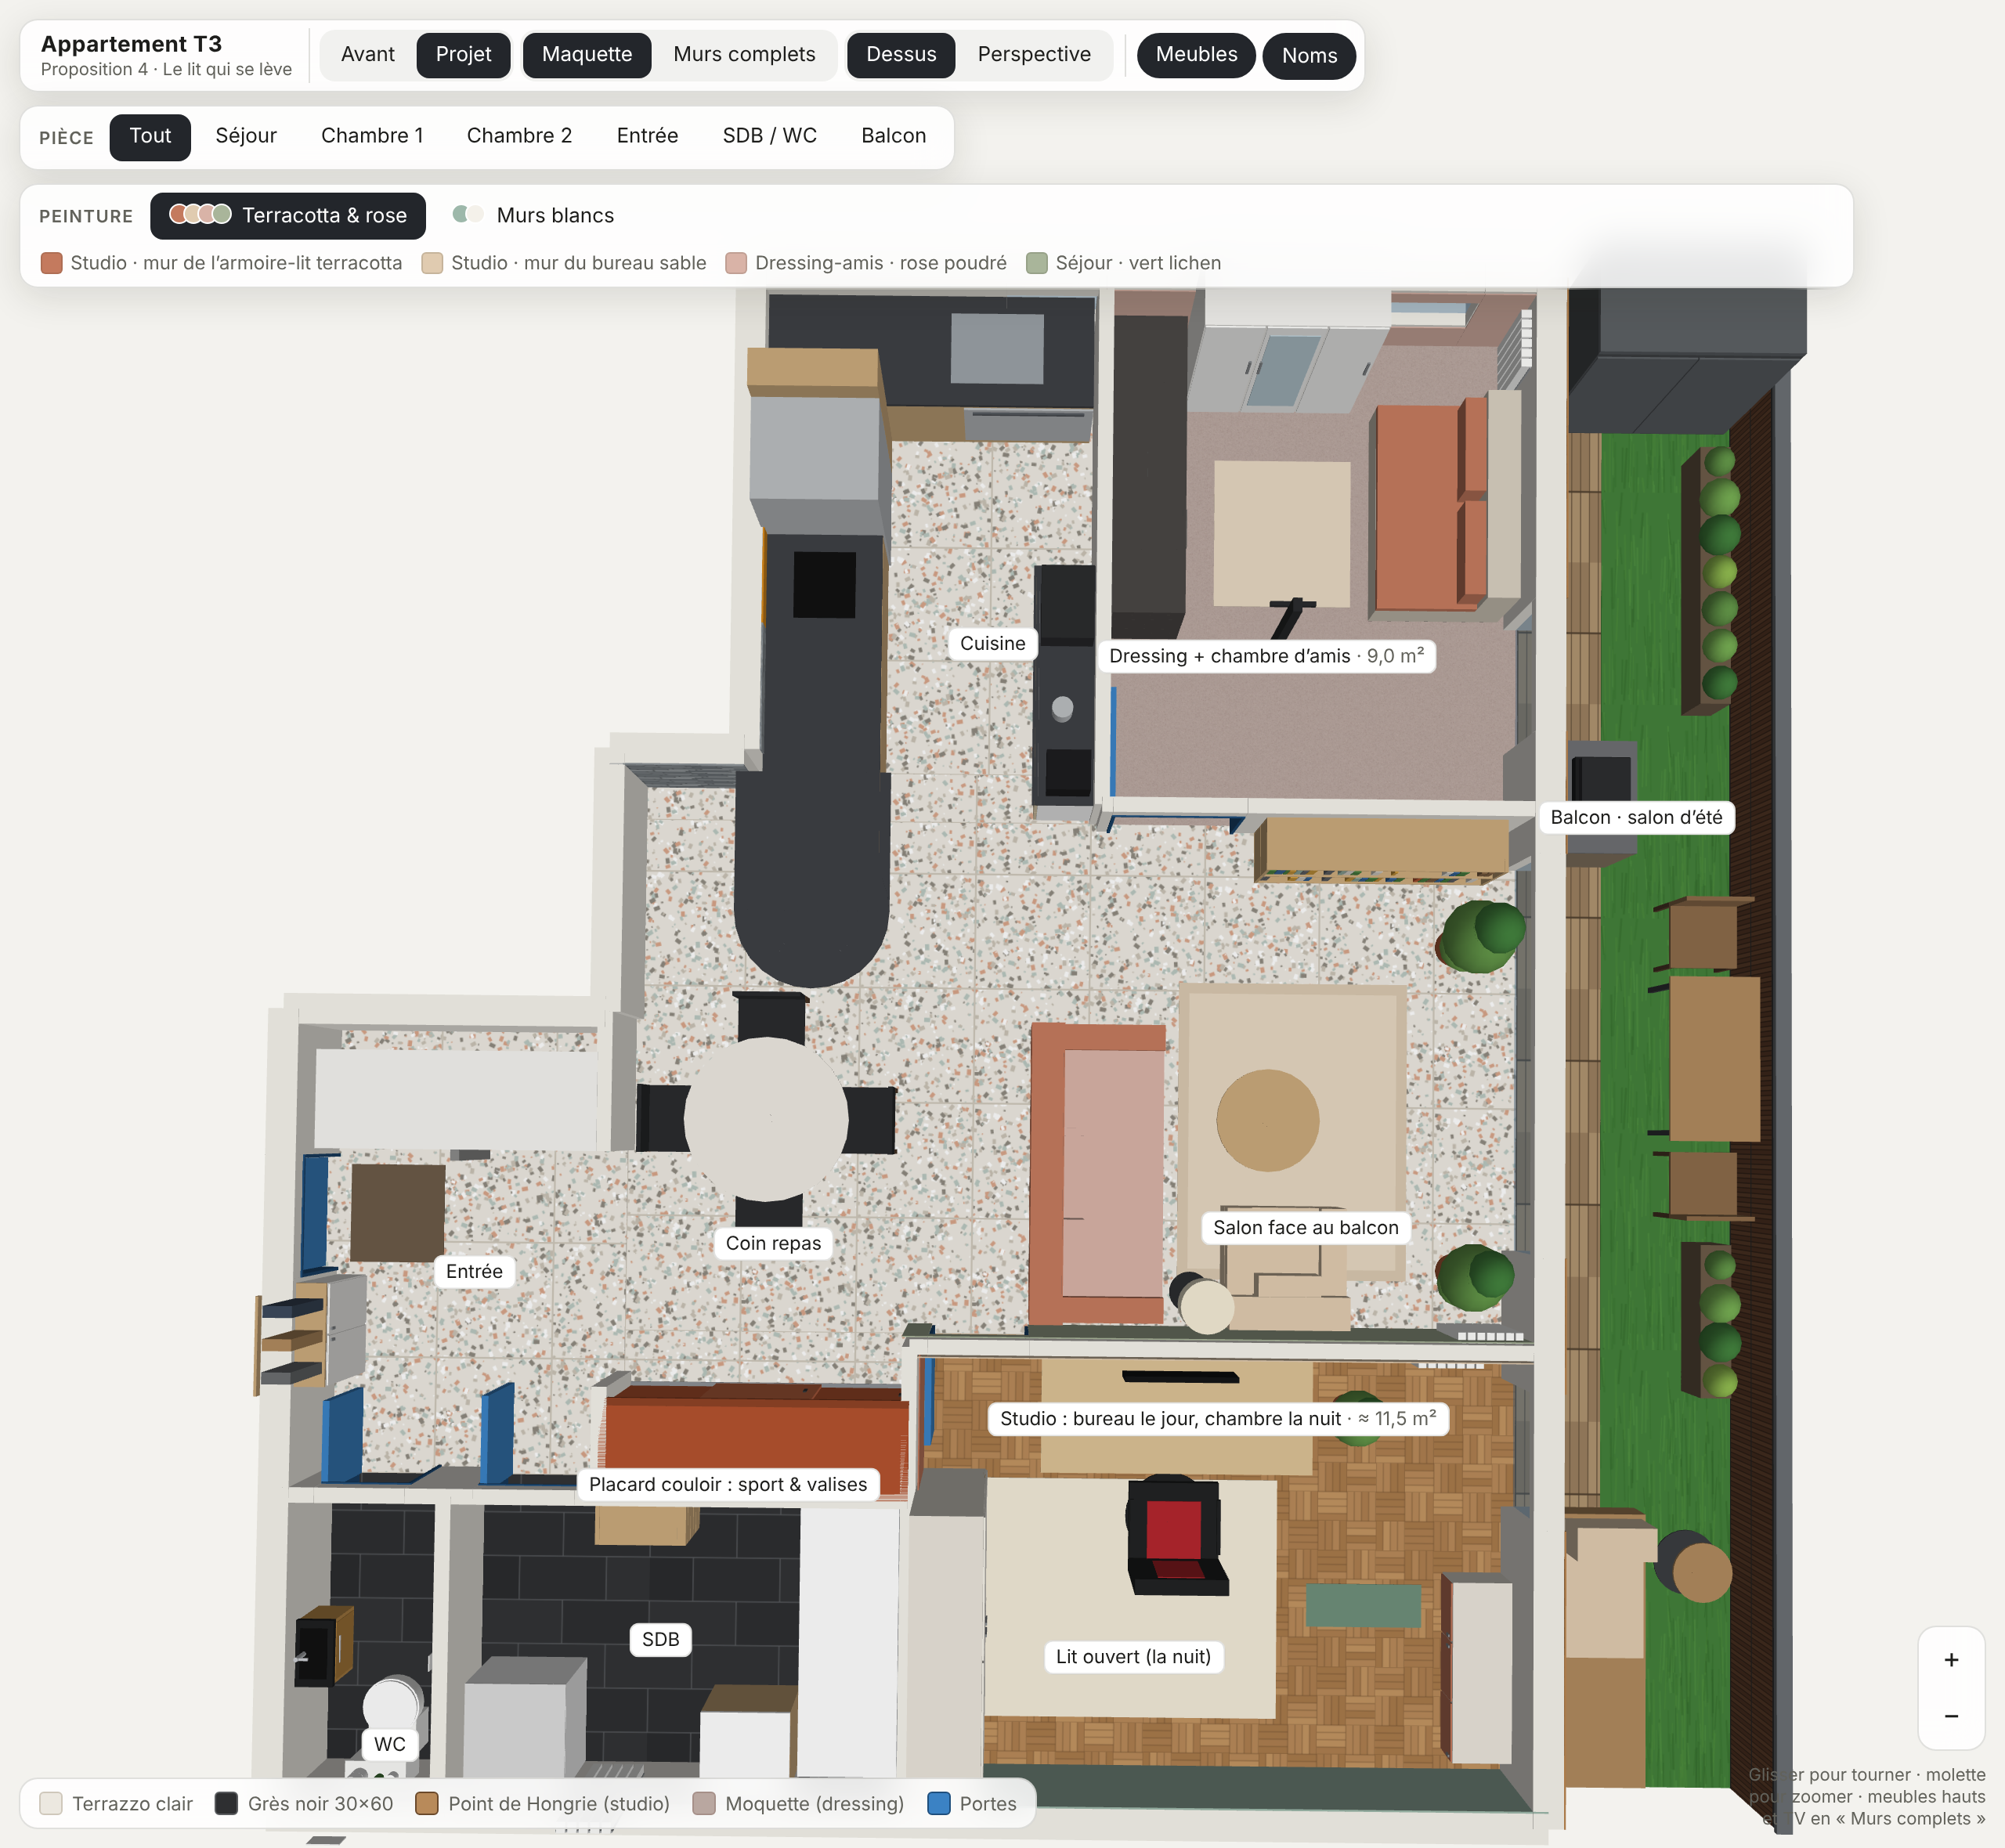 Appartement T3
Proposition 4 · Le lit qui se lève
Avant
Projet
Maquette
Murs complets
Dessus
Perspective
Meubles
Noms
PIÈCE
Tout
Séjour
Chambre 1
Chambre 2
Entrée
SDB / WC
Balcon
PEINTURE
Terracotta & rose
Murs blancs
Studio · mur de l’armoire-lit terracotta
Studio · mur du bureau sable
Dressing-amis · rose poudré
Séjour · vert lichen
Cuisine
Dressing + chambre d’amis · 9,0 m²
Balcon · salon d’été
Salon face au balcon
Coin repas
Entrée
Studio : bureau le jour, chambre la nuit · ≈ 11,5 m²
Placard couloir : sport & valises
SDB
Lit ouvert (la nuit)
WC
+
−
Terrazzo clair
Grès noir 30×60
Point de Hongrie (studio)
Moquette (dressing)
Portes
Glisser pour tourner · molette
pour zoomer · meubles hauts
et TV en « Murs complets »